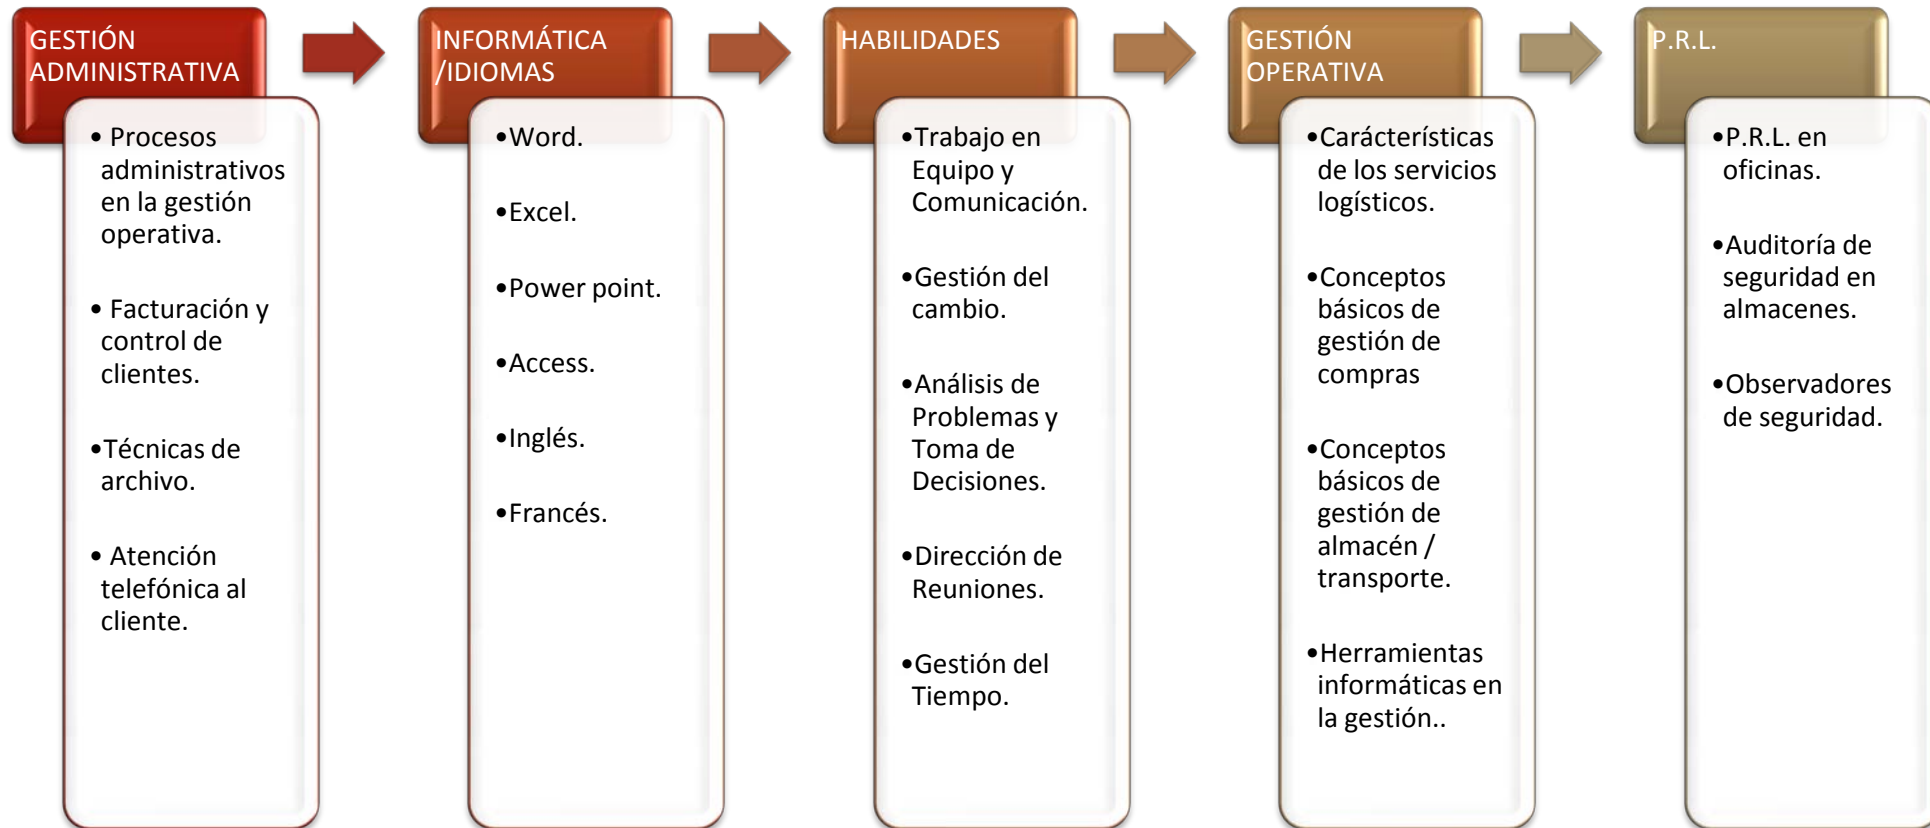 GESTIÓN
ADMINISTRATIVA
• Procesos
administrativos
en la gestión
operativa.
• Facturación y
control de
clientes.
•Técnicas de
archivo.
• Atención
telefónica al
cliente.
INFORMÁTICA
/IDIOMAS
•Word.
•Excel.
•Power point.
•Access.
•Inglés.
•Francés.
HABILIDADES
•Trabajo en
Equipo y
Comunicación.
•Gestión del
cambio.
•Análisis de
Problemas y
Toma de
Decisiones.
•Dirección de
Reuniones.
•Gestión del
Tiempo.
GESTIÓN
OPERATIVA
•Carácterísticas
de los servicios
logísticos.
•Conceptos
básicos de
gestión de
compras
•Conceptos
básicos de
gestión de
almacén /
transporte.
•Herramientas
informáticas en
la gestión..
P.R.L.
•P.R.L. en
oficinas.
•Auditoría de
seguridad en
almacenes.
•Observadores
de seguridad.